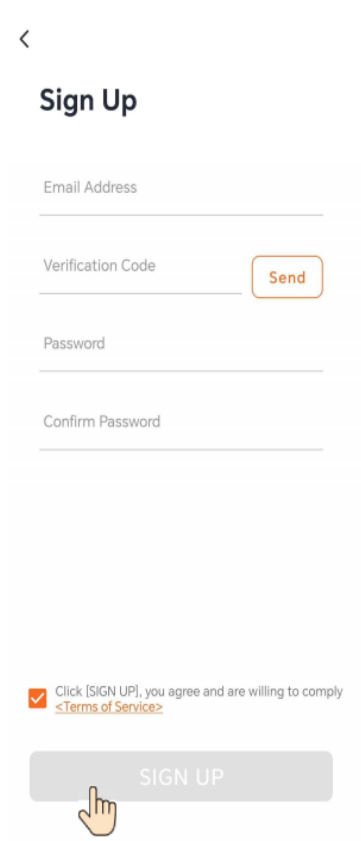 Sign Up
Email Address
Verification Code
Send
Password
Confirm Password
Click [SIGN UP], you agree and are willing to comply
<Terms of Service>
SIGN UP